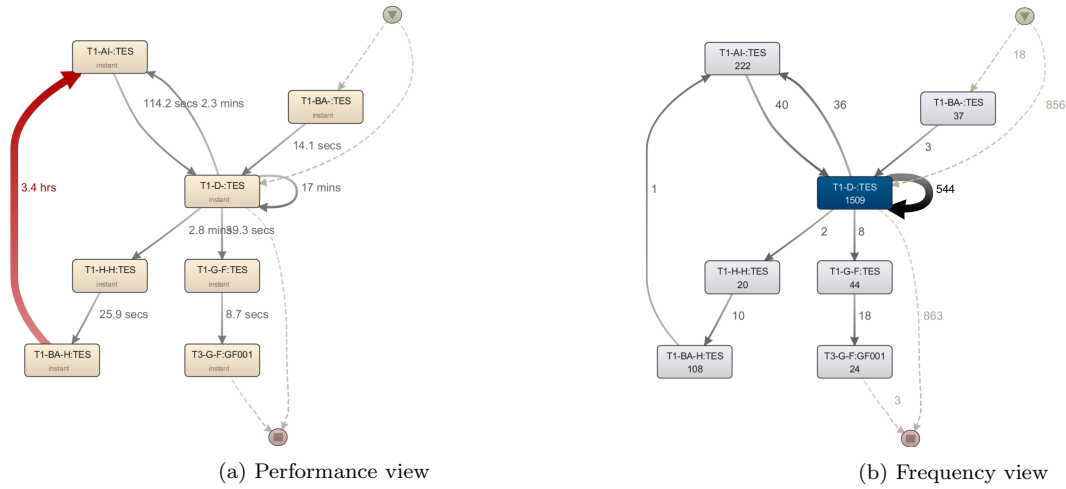 T1-AI-:TES
instant
114.2 secs
2.3 mins
T1-BA-:TES
instant
14.1 secs
T1-D-:TES
instant
17 mins
3.4 hrs
2.8 mins
39.3 secs
T1-H-H:TES
instant
T1-G-F:TES
instant
25.9 secs
8.7 secs
T1-BA-H:TES
instant
T3-G-F:GF001
instant
(a) Performance view
T1-AI-:TES
222
18
T1-BA-:TES
37
856
40
36
3
T1-D-:TES
1509
544
1
2
8
T1-H-H:TES
20
T1-G-F:TES
44
10
18
863
T1-BA-H:TES
108
T3-G-F:GF001
24
3
(b) Frequency view